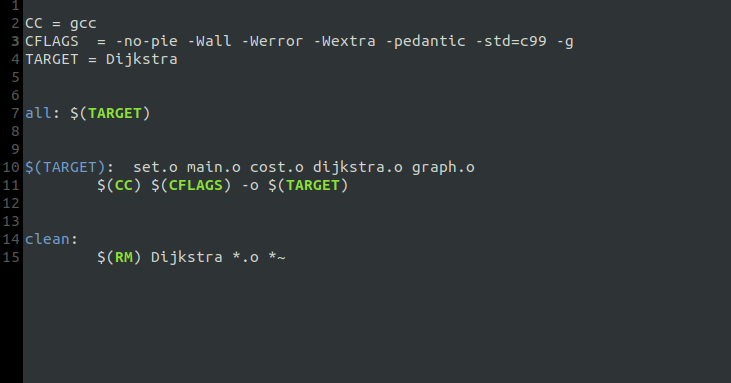 1
2 CC = gcc
3 CFLAGS  = -no-pie -Wall -Werror -Wextra -pedantic -std=c99 -g
4 TARGET = Dijkstra
5
6
7 all: $(TARGET)
8
9
10 $(TARGET):  set.o main.o cost.o dijkstra.o graph.o
11         $(CC) $(CFLAGS) -o $(TARGET)
12
13
14 clean:
15         $(RM) Dijkstra *.o *~